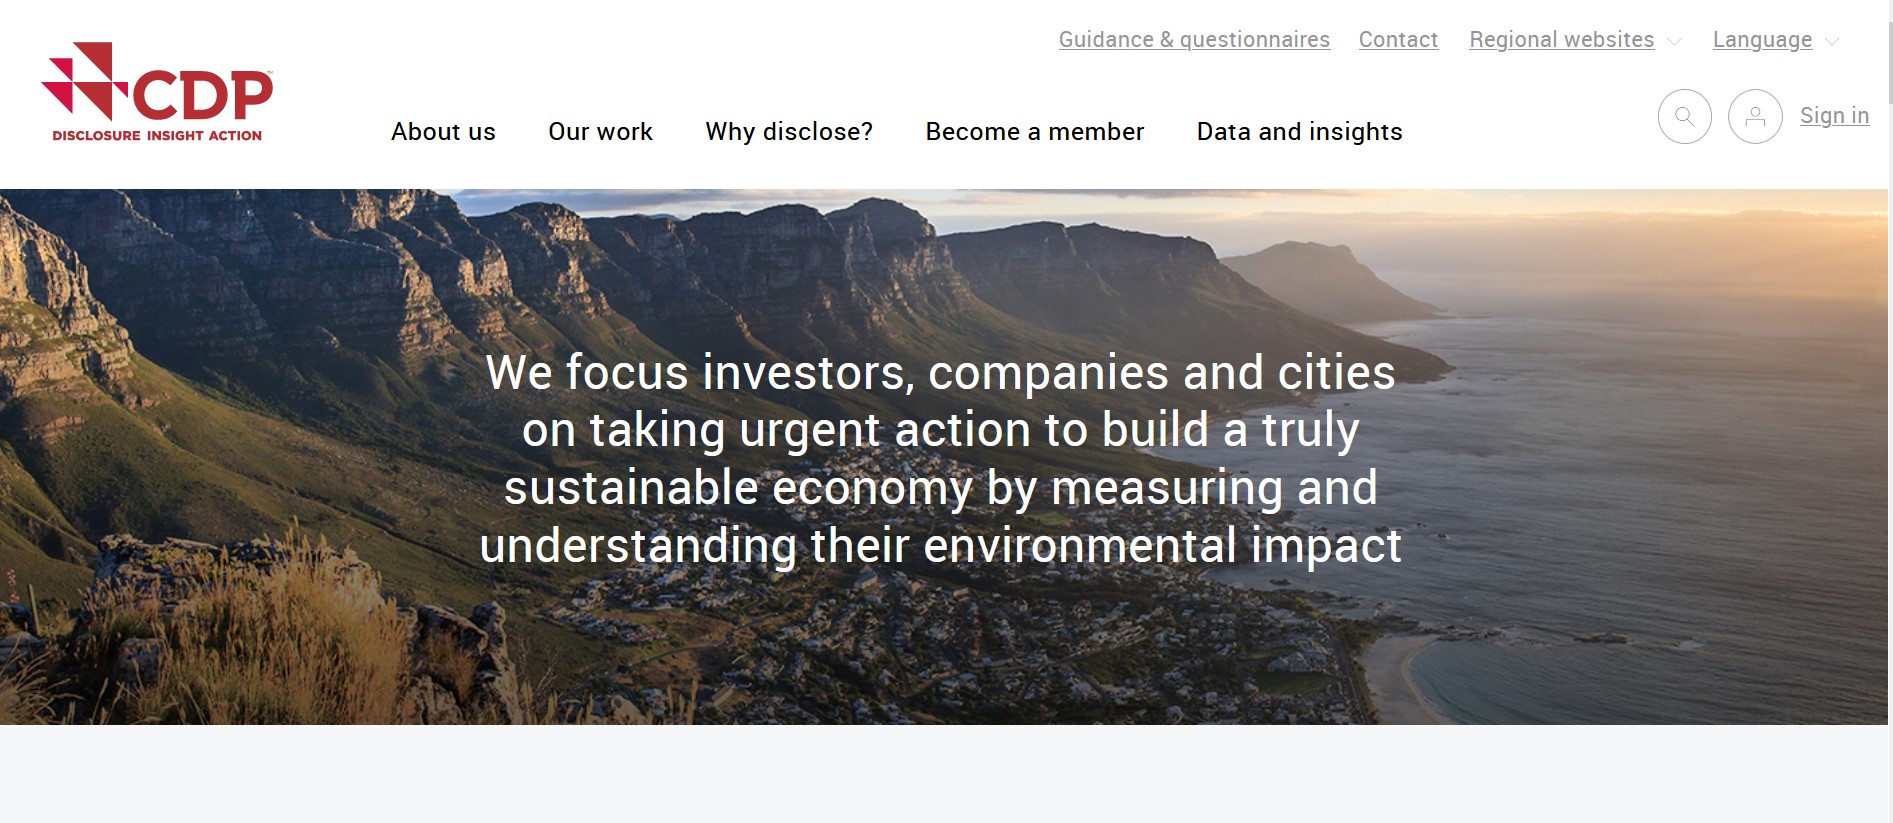 Guidance & questionnaires Contact Regional websites Language
CDP™
DISCLOSURE INSIGHT ACTION
About us Our work Why disclose? Become a member Data and insights
Sign in
We focus investors, companies and cities
on taking urgent action to build a truly
sustainable economy by measuring and
understanding their environmental impact